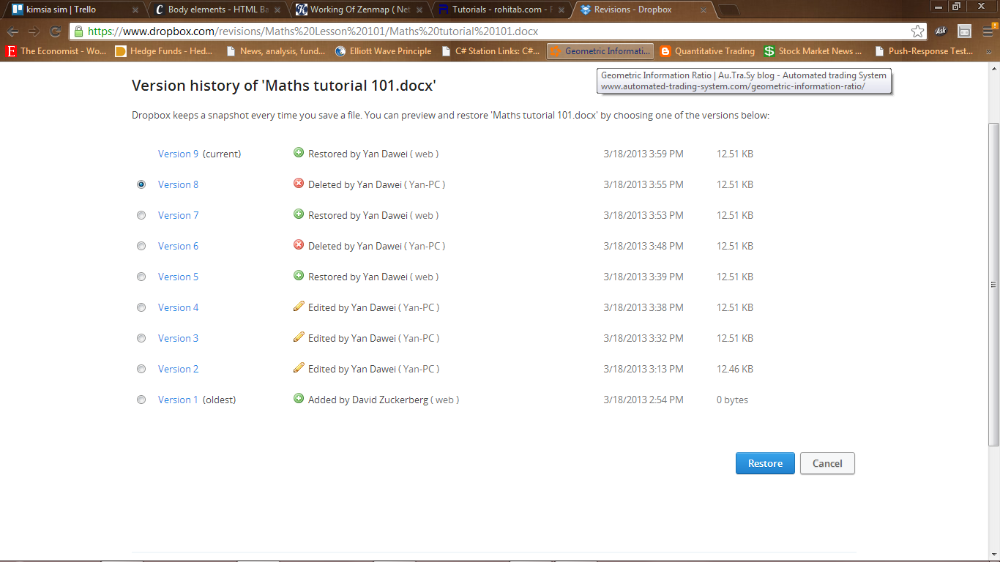 kimsia sim | Trello
Body elements - HTML Ba
Working Of Zenmap ( Net
Tutorials - rohitab.com - F
Revisions - Dropbox
https://www.dropbox.com/revisions/Maths%20Lesson%20101/Maths%20tutorial%20101.docx
Ask
The Economist - Wo...
Hedge Funds - Hed...
News, analysis, fund...
Elliott Wave Principle
C# Station Links: C#...
Geometric Informati...
Quantitative Trading
Stock Market News ...
Push-Response Test...
»
Geometric Information Ratio | Au.Tra.Sy blog - Automated trading System
www.automated-trading-system.com/geometric-information-ratio/
Version history of 'Maths tutorial 101.docx'
Dropbox keeps a snapshot every time you save a file. You can preview and restore 'Maths tutorial 101.docx' by choosing one of the versions below:
Version 9 (current) Restored by Yan Dawei ( web ) 3/18/2013 3:59 PM 12.51 KB
Version 8 Deleted by Yan Dawei ( Yan-PC ) 3/18/2013 3:55 PM 12.51 KB
Version 7 Restored by Yan Dawei ( web ) 3/18/2013 3:53 PM 12.51 KB
Version 6 Deleted by Yan Dawei ( Yan-PC ) 3/18/2013 3:48 PM 12.51 KB
Version 5 Restored by Yan Dawei ( web ) 3/18/2013 3:39 PM 12.51 KB
Version 4 Edited by Yan Dawei ( Yan-PC ) 3/18/2013 3:38 PM 12.51 KB
Version 3 Edited by Yan Dawei ( Yan-PC ) 3/18/2013 3:32 PM 12.51 KB
Version 2 Edited by Yan Dawei ( Yan-PC ) 3/18/2013 3:13 PM 12.46 KB
Version 1 (oldest) Added by David Zuckerberg ( web ) 3/18/2013 2:54 PM 0 bytes
Restore
Cancel